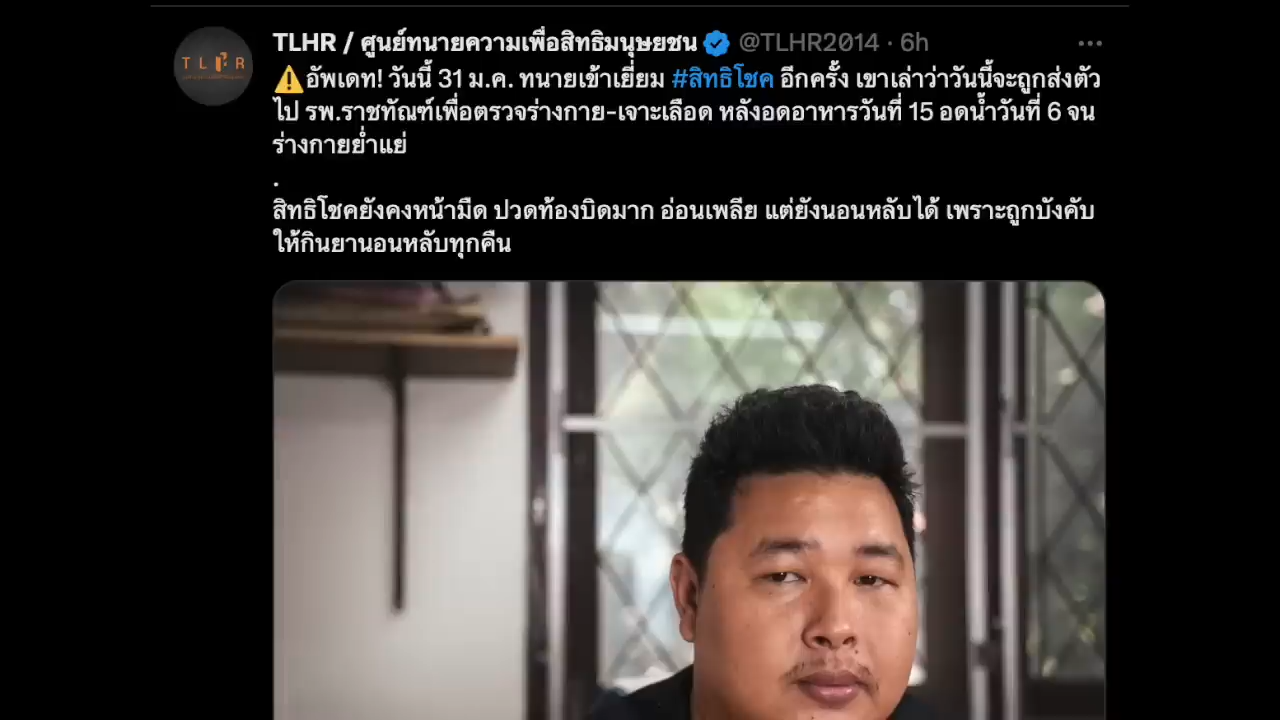 TLHR
TLHR / ศูนย์ทนายความเพื่อสิทธิมนุษยชน @TLHR2014 · 6h
⚠️อัพเดท! วันนี้ 31 ม.ค. ทนายเข้าเยี่ยม #สิทธิโชค อีกครั้ง เขาเล่าว่าวันนี้จะถูกส่งตัว
ไป รพ.ราชทัณฑ์เพื่อตรวจร่างกาย-เจาะเลือด หลังอดอาหารวันที่ 15 อดน้ำวันที่ 6 จน
ร่างกายย่ำแย่
.
สิทธิโชคยังคงหน้ามืด ปวดท้องบิดมาก อ่อนเพลีย แต่ยังนอนหลับได้ เพราะถูกบังคับ
ให้กินยานอนหลับทุกคืน